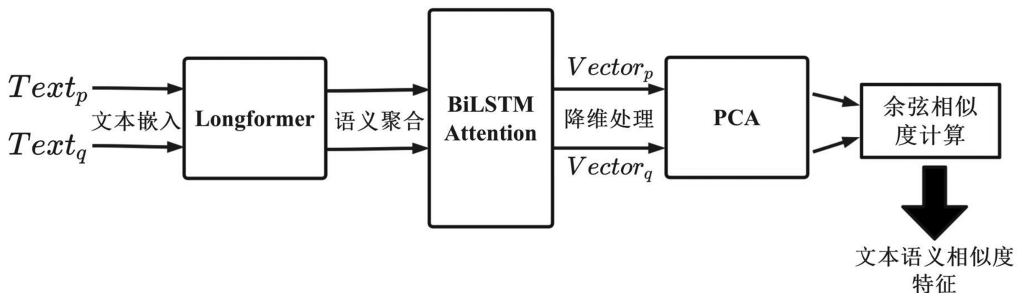 Text_p
Text_q
文本嵌入
Longformer
语义聚合
BiLSTM
Attention
Vector_p
降维处理
Vector_q
PCA
余弦相似
度计算
文本语义相似度
特征